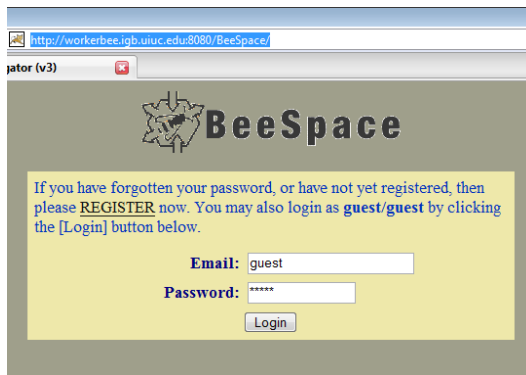 http://workerbee.igb.uiuc.edu:8080/BeeSpace/
gator (v3)
BeeSpace
If you have forgotten your password, or have not yet registered, then
please REGISTER now. You may also login as guest/guest by clicking
the [Login] button below.
Email: guest
Password: *****
Login